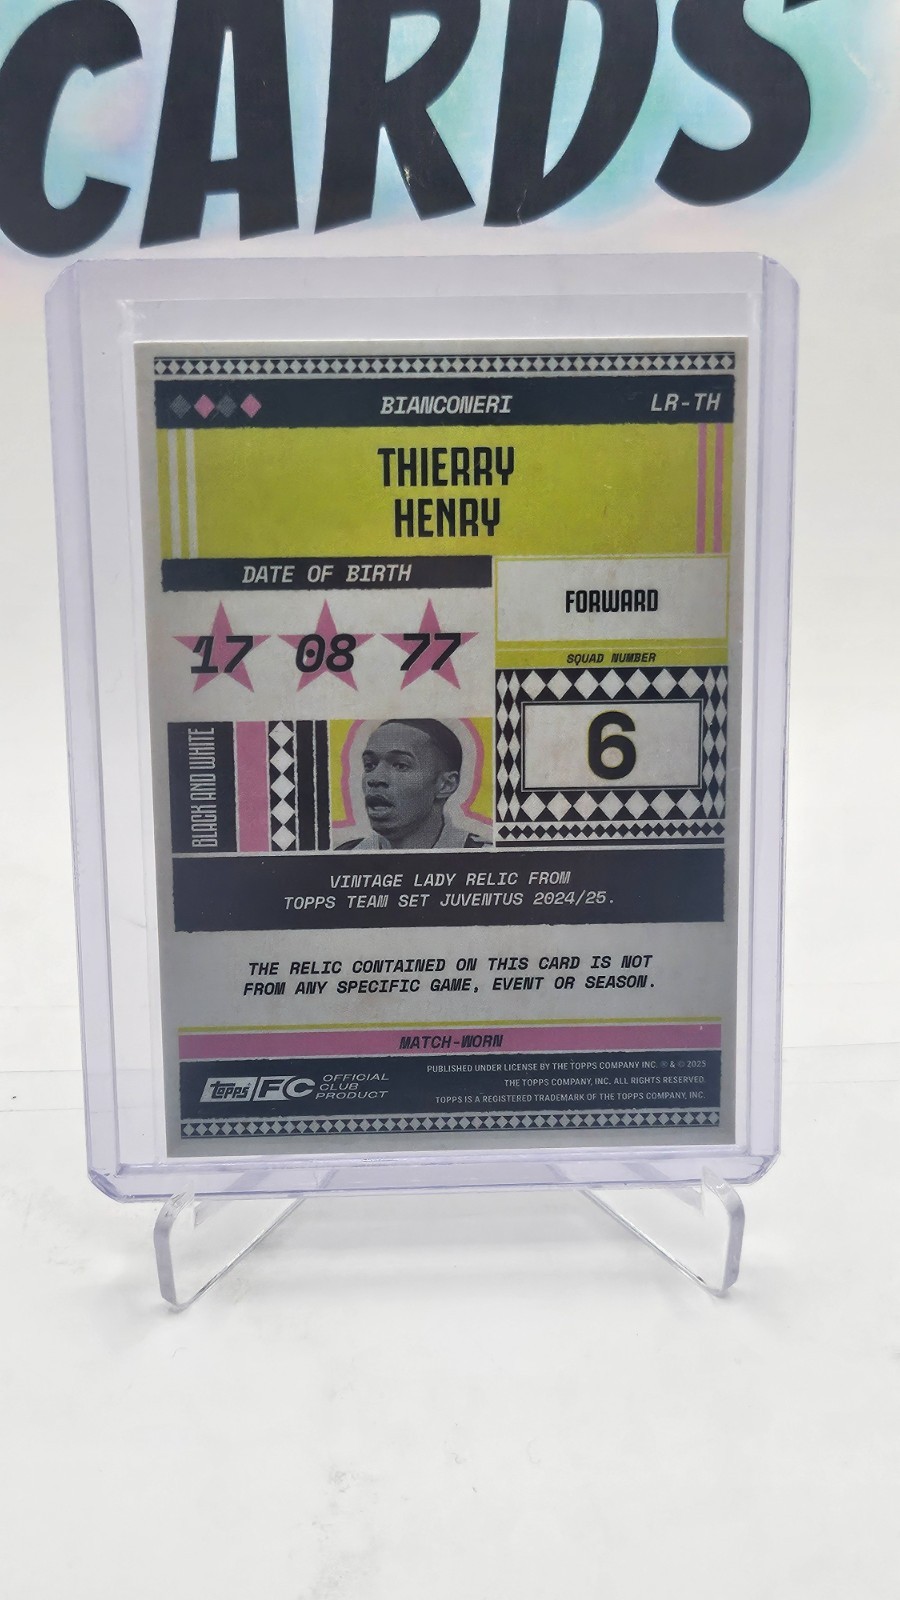 CARDS
BIANCONERI
LR-TH
THIERRY
HENRY
DATE OF BIRTH
17 08 77
FORWARD
SQUAD NUMBER
6
BLACK AND WHITE
VINTAGE LADY RELIC FROM
TOPPS TEAM SET JUVENTUS 2024/25.
THE RELIC CONTAINED ON THIS CARD IS NOT
FROM ANY SPECIFIC GAME, EVENT OR SEASON.
MATCH-WORN
topps FC
OFFICIAL
CLUB
PRODUCT
PUBLISHED UNDER LICENSE BY THE TOPPS COMPANY INC. ® & © 2025
THE TOPPS COMPANY, INC. ALL RIGHTS RESERVED.
TOPPS IS A REGISTERED TRADEMARK OF THE TOPPS COMPANY, INC.